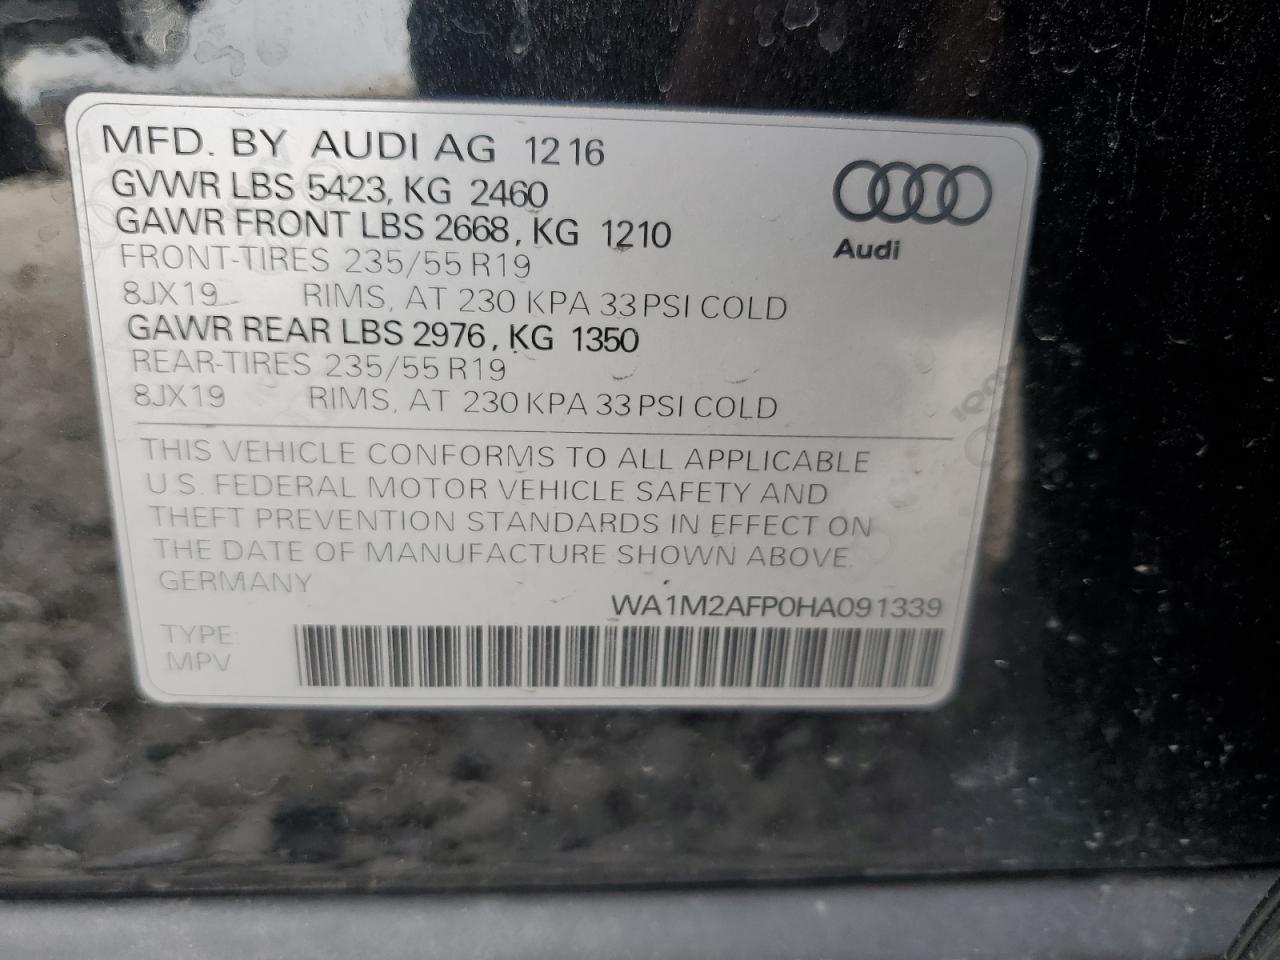 MFD. BY AUDI AG 12 16
GVWR LBS 5423, KG 2460
GAWR FRONT LBS 2668, KG 1210
FRONT-TIRES 235/55 R19
8JX19 RIMS, AT 230 KPA 33 PSI COLD
GAWR REAR LBS 2976, KG 1350
REAR-TIRES 235/55 R19
8JX19 RIMS, AT 230 KPA 33 PSI COLD
Audi
THIS VEHICLE CONFORMS TO ALL APPLICABLE
U.S. FEDERAL MOTOR VEHICLE SAFETY AND
THEFT PREVENTION STANDARDS IN EFFECT ON
THE DATE OF MANUFACTURE SHOWN ABOVE.
GERMANY
WA1M2AFP0HA091339
TYPE:
MPV